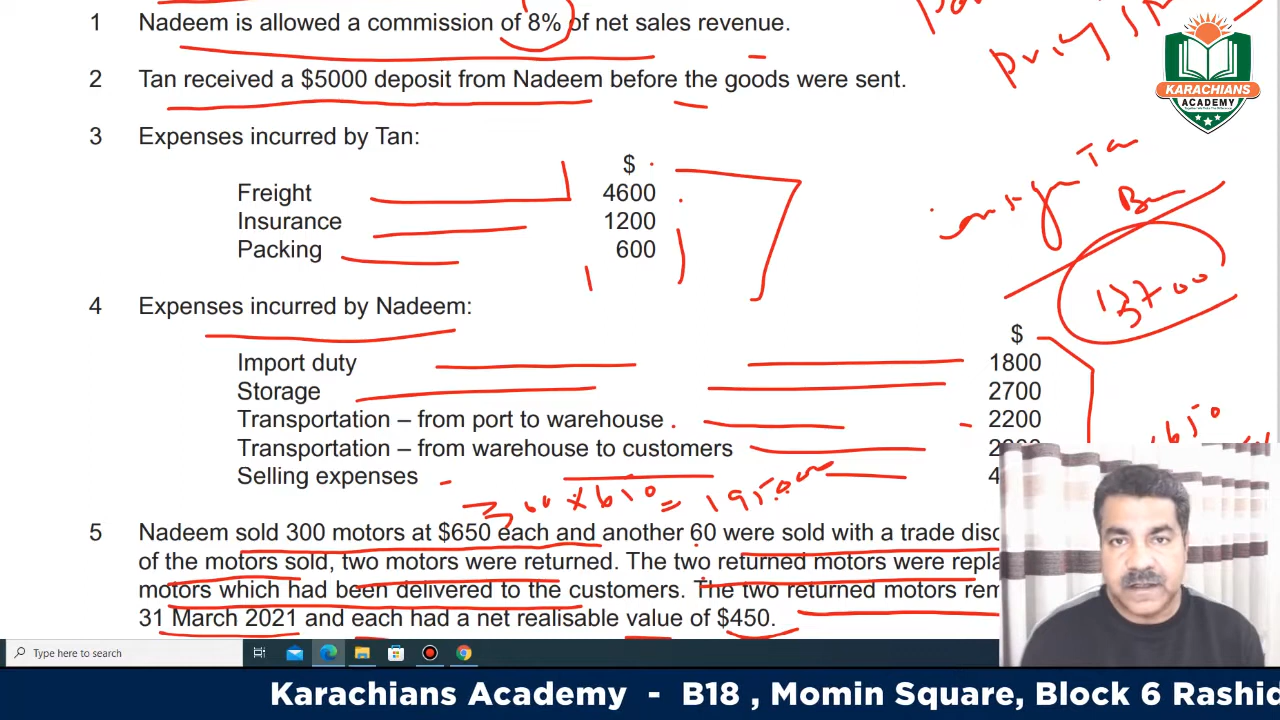 1 Nadeem is allowed a commission of 8% of net sales revenue.
2 Tan received a $5000 deposit from Nadeem before the goods were sent.
KARACHIANS
ACADEMY
3 Expenses incurred by Tan:
$
Freight 4600
Insurance 1200
Packing 600
Tan
13700
4 Expenses incurred by Nadeem:
$
Import duty 1800
Storage 2700
Transportation – from port to warehouse 2200
Transportation – from warehouse to customers
Selling expenses 4
650
300 x 650 = 195000
5 Nadeem sold 300 motors at $650 each and another 60 were sold with a trade
of the motors sold, two motors were returned. The two returned motors were
motors which had been delivered to the customers. The two returned motors
31 March 2021 and each had a net realisable value of $450.
Type here to search
Karachians Academy - B18 , Momin Square, Block 6 Rashid